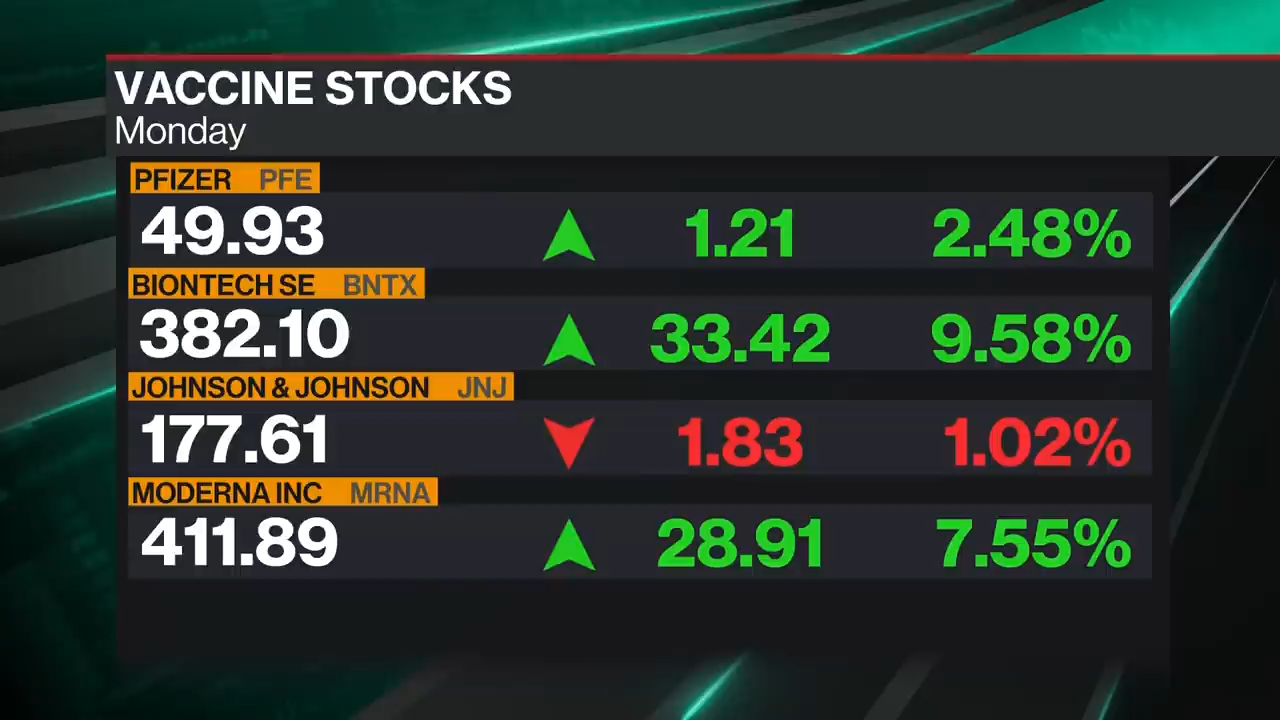 VACCINE STOCKS
Monday
PFIZER PFE
49.93 1.21 2.48%
BIONTECH SE BNTX
382.10 33.42 9.58%
JOHNSON & JOHNSON JNJ
177.61 1.83 1.02%
MODERNA INC MRNA
411.89 28.91 7.55%